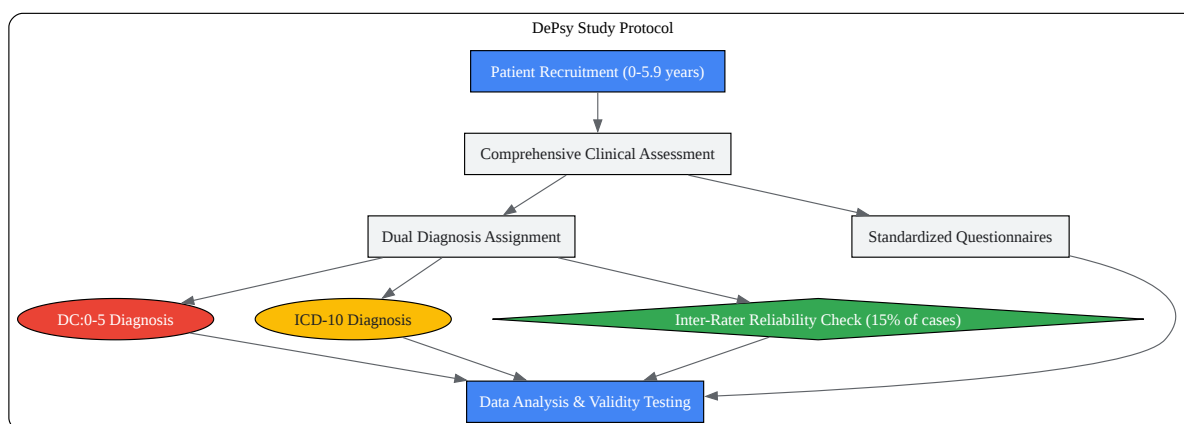 DePsy Study Protocol
Patient Recruitment (0-5.9 years)
Comprehensive Clinical Assessment
Dual Diagnosis Assignment
Standardized Questionnaires
DC:0-5 Diagnosis
ICD-10 Diagnosis
Inter-Rater Reliability Check (15% of cases)
Data Analysis & Validity Testing